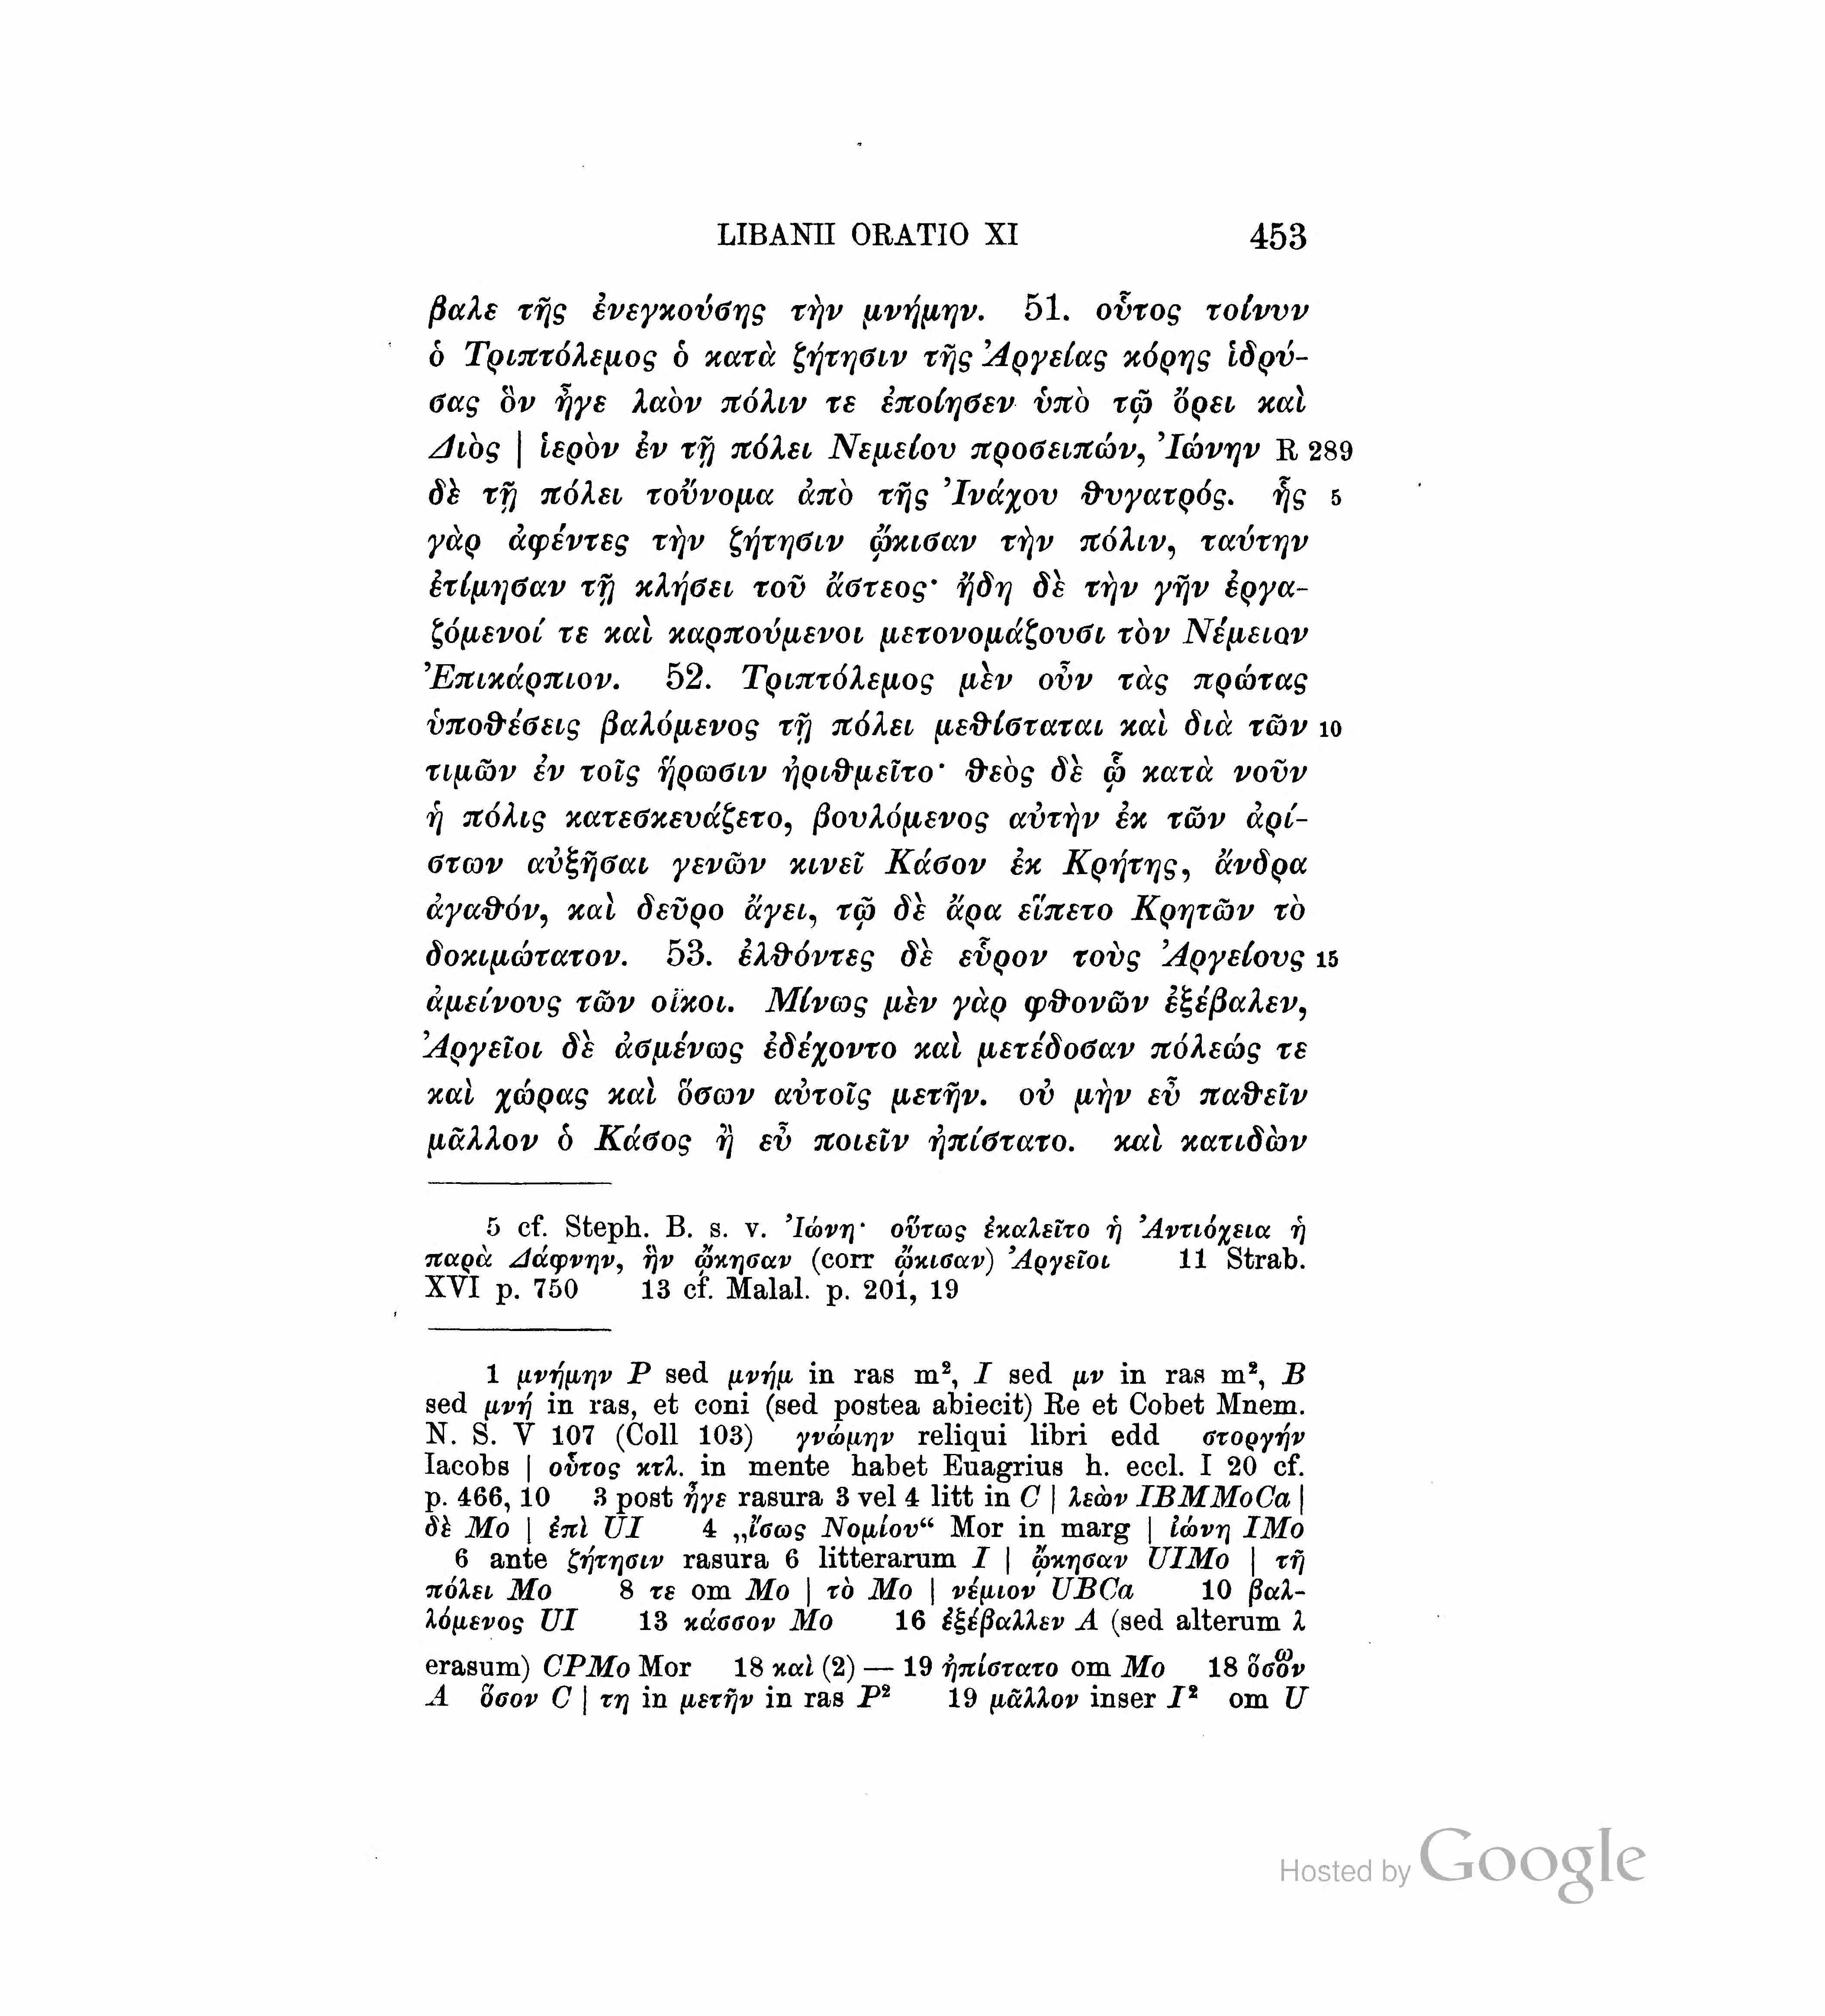 LIBANII ORATIO XI 453
βαλε τῆς ἐνεγκούσης τὴν μνήμην. 51. οὗτος τοίνυν
ὁ Τριπτόλεμος ὁ κατὰ ζήτησιν τῆς Ἀργείας κόρης ἱδρύ-
σας ὃν ἦγε λαὸν πόλιν τε ἐποίησεν ὑπὸ τῷ ὄρει καὶ
Διὸς | ἱερὸν ἐν τῇ πόλει Νεμείου προσειπών, Ἰώνην R 289
δὲ τῇ πόλει τοὔνομα ἀπὸ τῆς Ἰνάχου θυγατρός. ἧς 5
γὰρ ἀφέντες τὴν ζήτησιν ᾤκισαν τὴν πόλιν, ταύτην
ἐτίμησαν τῇ κλήσει τοῦ ἄστεος· ἤδη δὲ τὴν γῆν ἐργα-
ζόμενοί τε καὶ καρπούμενοι μετονομάζουσι τὸν Νέμειον
Ἐπικάρπιον. 52. Τριπτόλεμος μὲν οὖν τὰς πρώτας
ὑποθέσεις βαλόμενος τῇ πόλει μεθίσταται καὶ διὰ τῶν 10
τιμῶν ἐν τοῖς ἥρωσιν ἠριθμεῖτο· θεὸς δὲ ᾧ κατὰ νοῦν
ἡ πόλις κατεσκευάζετο, βουλόμενος αὐτὴν ἐκ τῶν ἀρί-
στων αὐξῆσαι γενῶν κινεῖ Κάσον ἐκ Κρήτης, ἄνδρα
ἀγαθόν, καὶ δεῦρο ἄγει, τῷ δὲ ἄρα εἵπετο Κρητῶν τὸ
δοκιμώτατον. 53. ἐλθόντες δὲ εὗρον τοὺς Ἀργείους 15
ἀμείνους τῶν οἴκοι. Μίνως μὲν γὰρ φθονῶν ἐξέβαλεν,
Ἀργεῖοι δὲ ἀσμένως ἐδέχοντο καὶ μετέδοσαν πόλεώς τε
καὶ χώρας καὶ ὅσων αὐτοῖς μετῆν. οὐ μὴν εὖ παθεῖν
μᾶλλον ὁ Κάσος ἢ εὖ ποιεῖν ἠπίστατο. καὶ κατιδὼν
5 cf. Steph. B. s. v. Ἰώνη· οὕτως ἐκαλεῖτο ἡ Ἀντιόχεια ἡ
παρὰ Δάφνην, ἣν ᾤκησαν (corr ᾤκισαν) Ἀργεῖοι 11 Strab.
XVI p. 750 13 cf. Malal. p. 201, 19
1 μνήμην P sed μνήμ in ras m², I sed μν in ras m², B
sed μνή in ras, et coni (sed postea abiecit) Re et Cobet Mnem.
N. S. V 107 (Coll 103) γνώμην reliqui libri edd στοργήν
Iacobs | οὗτος κτλ. in mente habet Euagrius h. eccl. I 20 cf.
p. 466, 10 3 post ἦγε rasura 3 vel 4 litt in C | λεὼν IBMMoCa |
δὲ Mo | ἐπὶ UI 4 „ἴσως Νομίου“ Mor in marg | ἰώνη IMo
6 ante ζήτησιν rasura 6 litterarum I | ᾤκησαν UIMo | τῇ
πόλει Mo 8 τε om Mo | τὸ Mo | νέμιον UBCa 10 βαλ-
λόμενος UI 13 κάσσον Mo 16 ἐξέβαλλεν A (sed alterum λ
erasum) CPMo Mor 18 καὶ (2) — 19 ἠπίστατο om Mo 18 ὅσοων
A ὅσον C | τη in μετῆν in ras P² 19 μᾶλλον inser I² om U
Hosted by Google